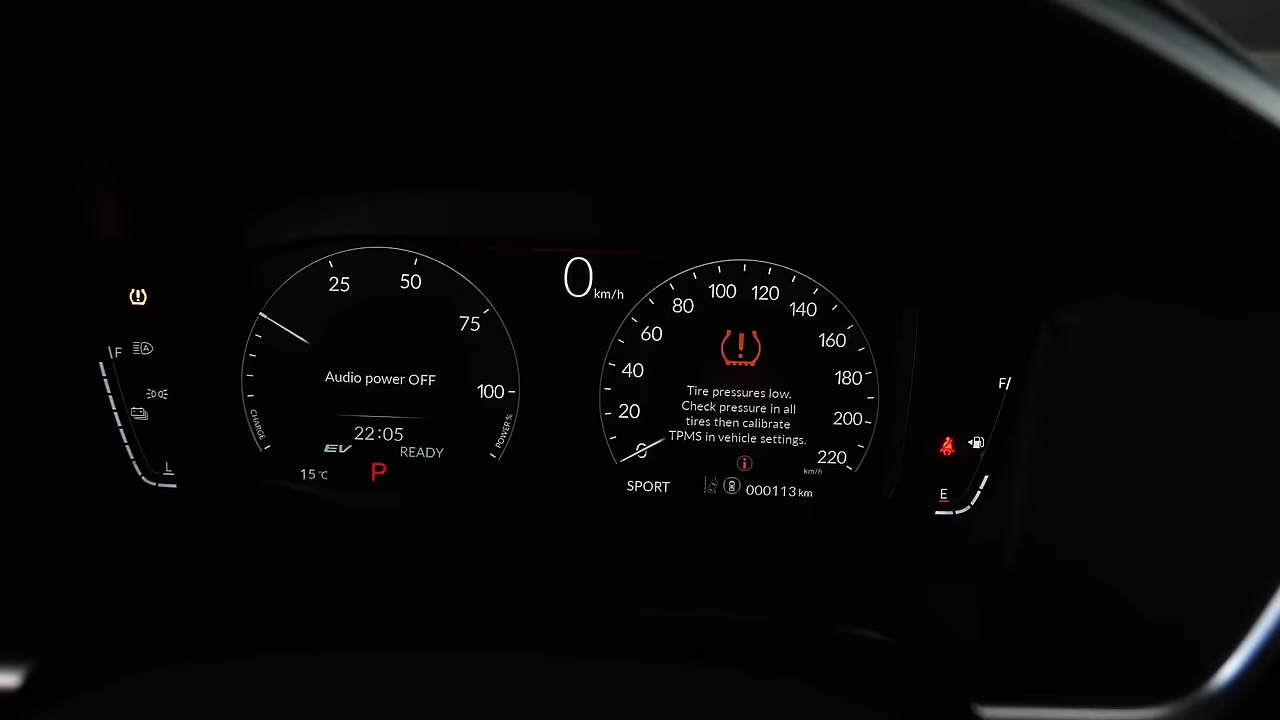 F
A
L
25
50
75
100
CHARGE
POWER %
Audio power OFF
22:05
EV
READY
15°C
P
0 km/h
0
20
40
60
80
100
120
140
160
180
200
220
km/h
Tire pressures low.
Check pressure in all
tires then calibrate
TPMS in vehicle settings.
SPORT
000113 km
F
E